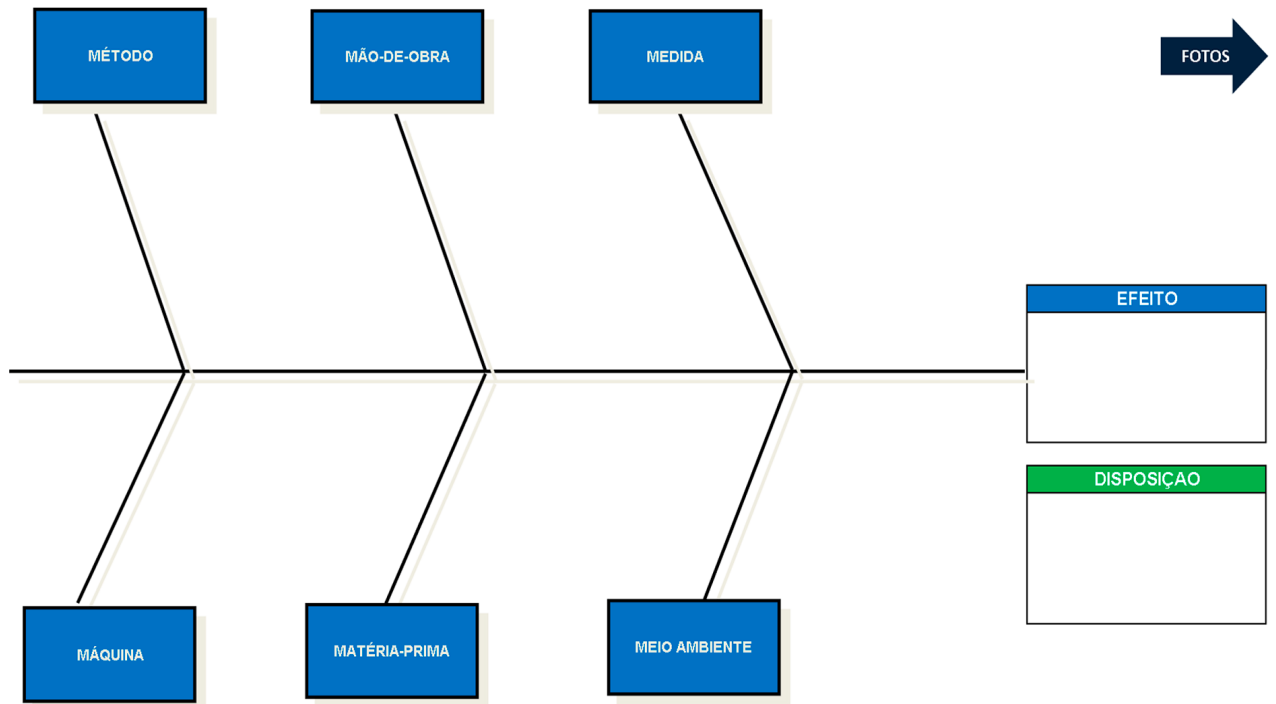 MÉTODO
MÃO-DE-OBRA
MEDIDA
FOTOS
EFEITO
DISPOSIÇAO
MÁQUINA
MATÉRIA-PRIMA
MEIO AMBIENTE